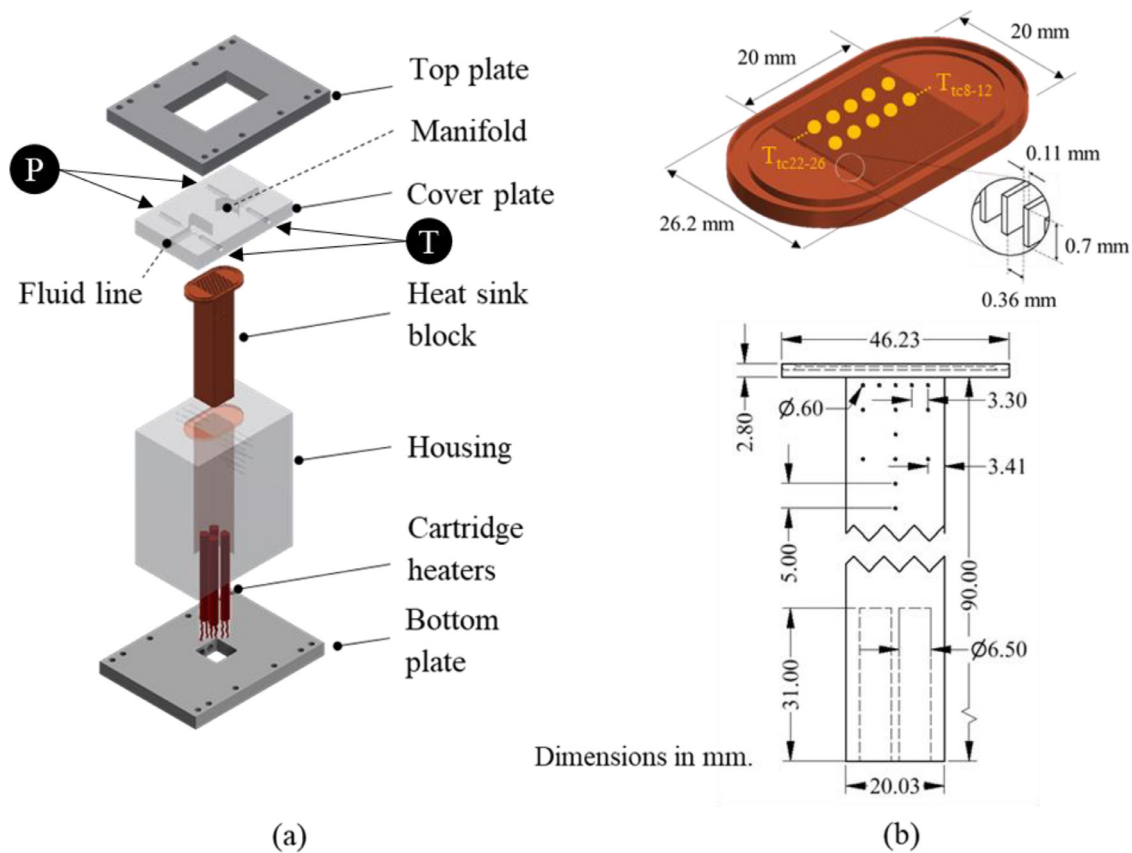 Top plate
Manifold
P
Cover plate
T
Fluid line
Heat sink
block
Housing
Cartridge
heaters
Bottom
plate
(a)
20 mm
20 mm
T_tc8-12
T_tc22-26
0.11 mm
26.2 mm
0.7 mm
0.36 mm
46.23
Ø.60
3.30
2.80
3.41
5.00
90.00
31.00
Ø6.50
Dimensions in mm.
20.03
(b)